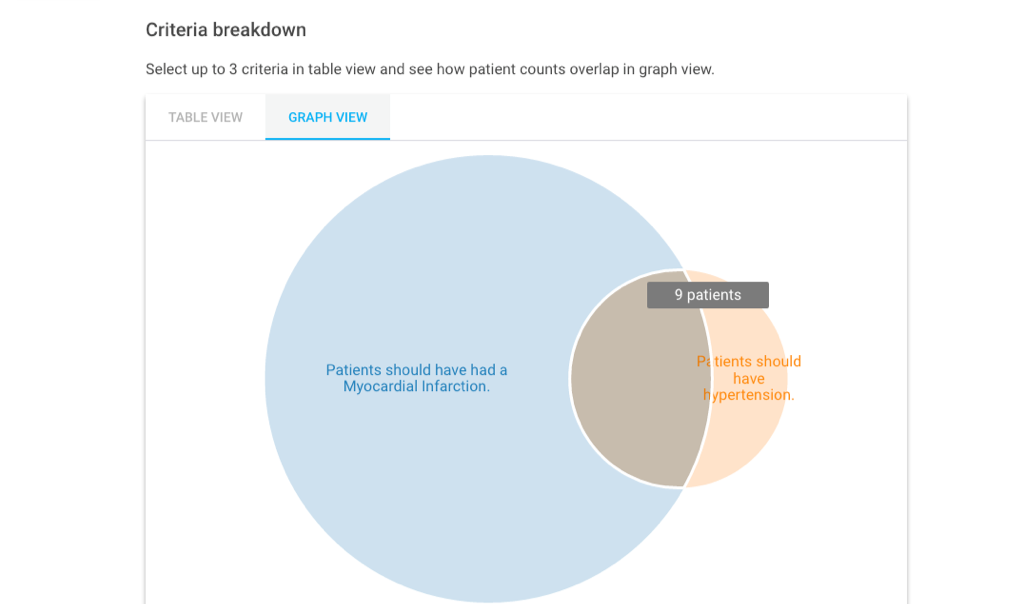 Criteria breakdown
Select up to 3 criteria in table view and see how patient counts overlap in graph view.
TABLE VIEW
GRAPH VIEW
9 patients
Patients should have had a
Myocardial Infarction.
Patients should
have
hypertension.